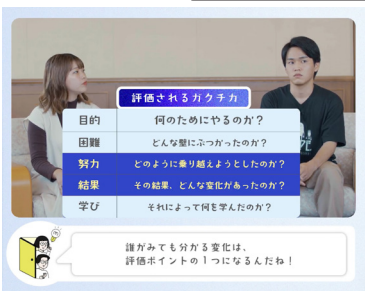 評価されるガクチカ
目的 何のためにやるのか?
困難 どんな壁にぶつかったのか?
努力 どのように乗り越えようとしたのか?
結果 その結果、どんな変化があったのか?
学び それによって何を学んだのか?
誰がみても分かる変化は、
評価ポイントの1つになるんだね!